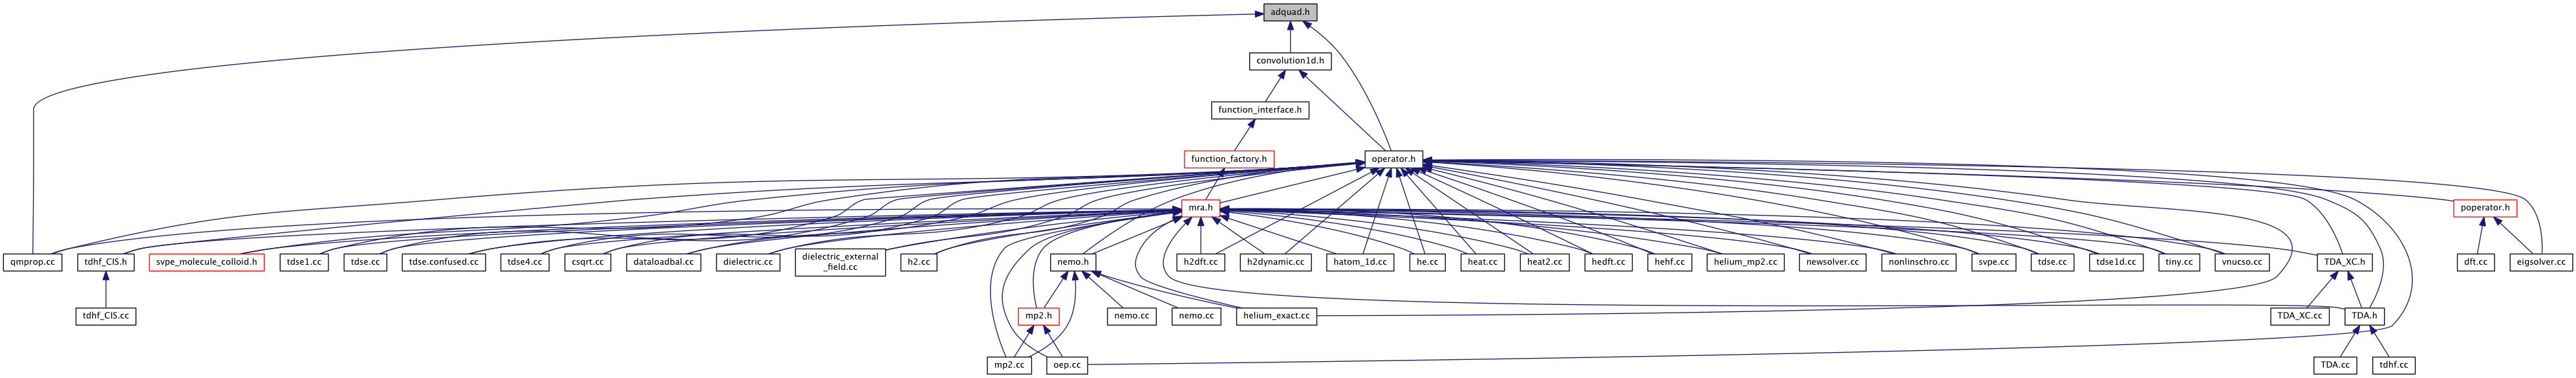 adquad.h
convolution1d.h
function_interface.h
function_factory.h
operator.h
mra.h
poperator.h
qmprop.cc
tdhf_CIS.h
svpe_molecule_colloid.h
tdse1.cc
tdse.cc
tdse.confused.cc
tdse4.cc
csqrt.cc
dataloadbal.cc
dielectric.cc
dielectric_external
_field.cc
h2.cc
nemo.h
h2dft.cc
h2dynamic.cc
hatom_1d.cc
he.cc
heat.cc
heat2.cc
hedft.cc
hehf.cc
helium_mp2.cc
newsolver.cc
nonlinschro.cc
svpe.cc
tdse.cc
tdse1d.cc
tiny.cc
vnucso.cc
TDA_XC.h
dft.cc
eigsolver.cc
tdhf_CIS.cc
mp2.h
nemo.cc
nemo.cc
helium_exact.cc
TDA_XC.cc
TDA.h
mp2.cc
oep.cc
TDA.cc
tdhf.cc